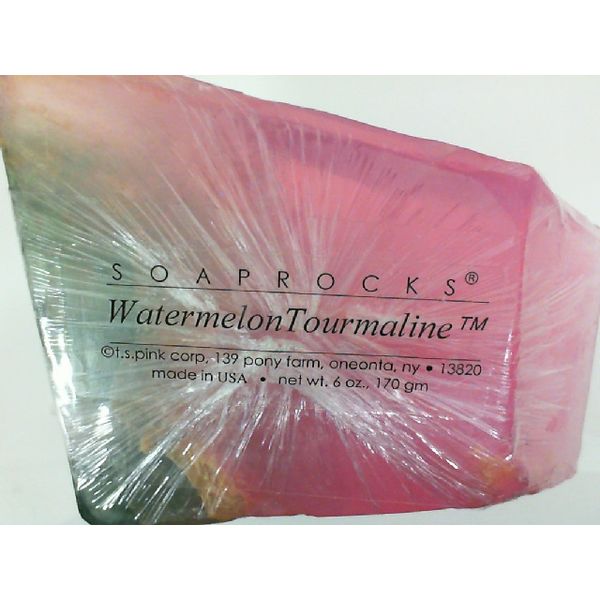 SOAPROCKS®
WatermelonTourmaline™
©t.s.pink corp, 139 pony farm, oneonta, ny • 13820
made in USA • net wt. 6 oz., 170 gm